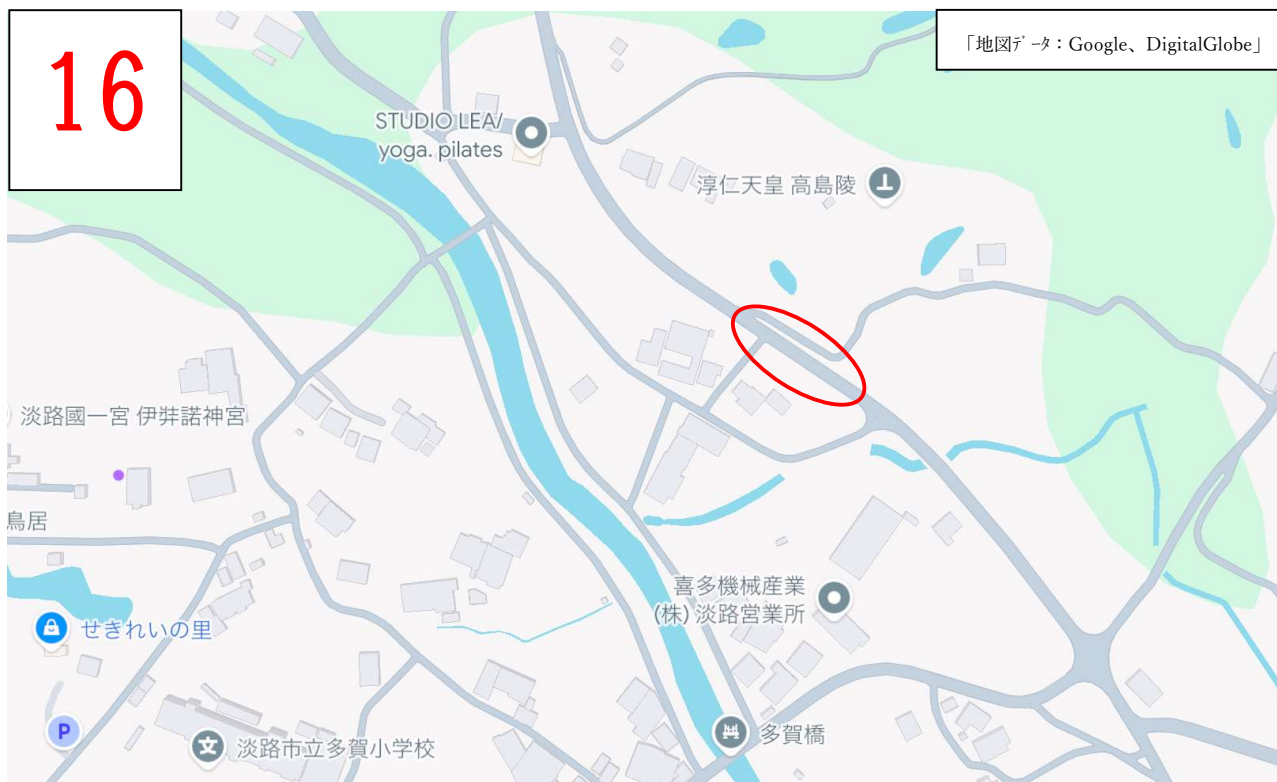 16
「地図ﾃﾞｰﾀ：Google、DigitalGlobe」
STUDIO LEA/
yoga. pilates
淳仁天皇 高島陵
淡路國一宮 伊弉諾神宮
鳥居
喜多機械産業
(株) 淡路営業所
せきれいの里
P
文
淡路市立多賀小学校
多賀橋